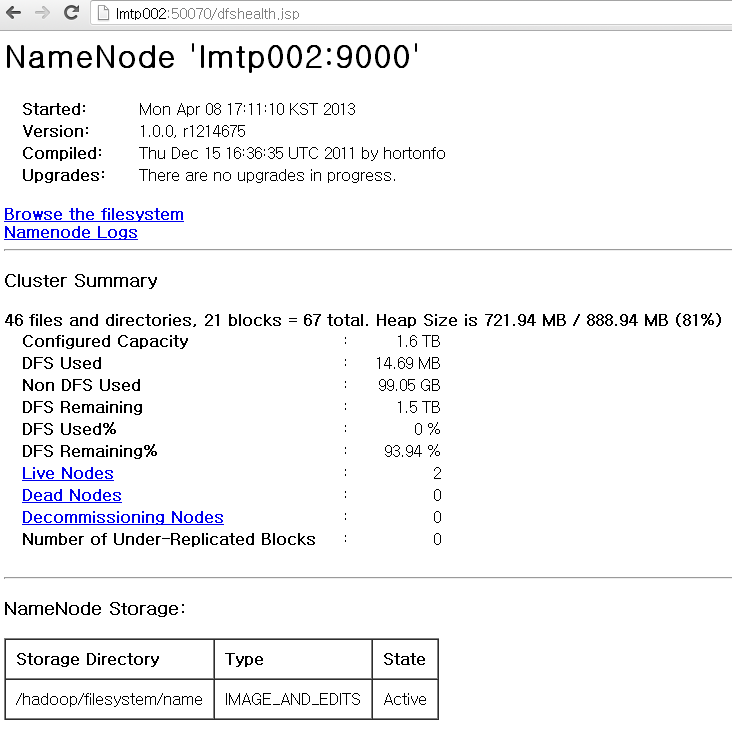 lmtp002:50070/dfshealth.jsp
NameNode 'lmtp002:9000'
Started: Mon Apr 08 17:11:10 KST 2013
Version: 1.0.0, r1214675
Compiled: Thu Dec 15 16:36:35 UTC 2011 by hortonfo
Upgrades: There are no upgrades in progress.
Browse the filesystem
Namenode Logs
Cluster Summary
46 files and directories, 21 blocks = 67 total. Heap Size is 721.94 MB / 888.94 MB (81%)
Configured Capacity : 1.6 TB
DFS Used : 14.69 MB
Non DFS Used : 99.05 GB
DFS Remaining : 1.5 TB
DFS Used% : 0 %
DFS Remaining% : 93.94 %
Live Nodes : 2
Dead Nodes : 0
Decommissioning Nodes : 0
Number of Under-Replicated Blocks : 0
NameNode Storage:
Storage Directory Type State
/hadoop/filesystem/name IMAGE_AND_EDITS Active